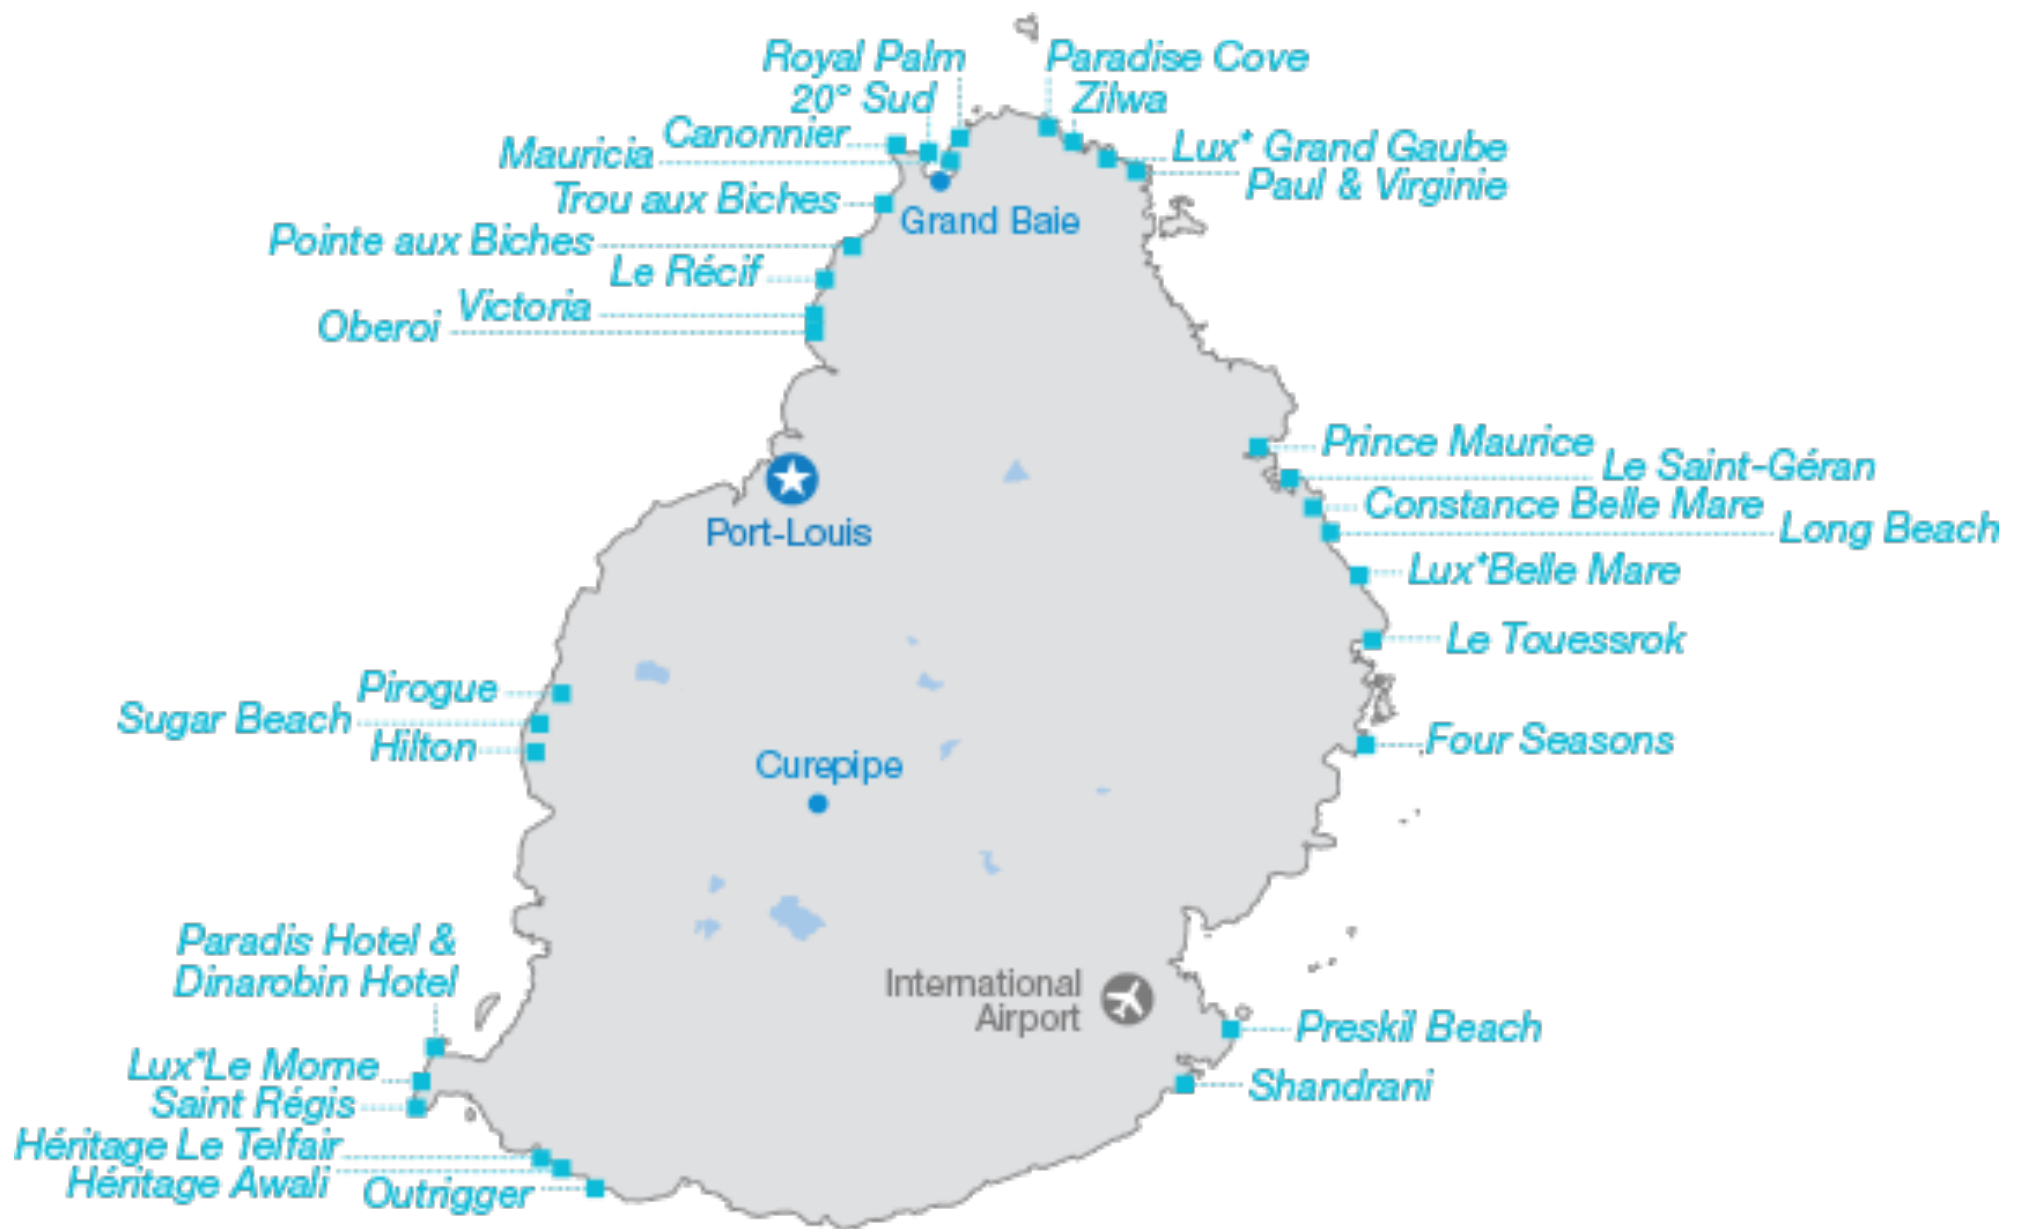 Royal Palm
Paradise Cove
20° Sud
Zilwa
Canonnier
Mauricia
Lux* Grand Gaube
Paul & Virginie
Trou aux Biches
Grand Baie
Pointe aux Biches
Le Récif
Victoria
Oberoi
Prince Maurice
Le Saint-Géran
Constance Belle Mare
Long Beach
Port-Louis
Lux*Belle Mare
Le Touessrok
Pirogue
Sugar Beach
Hilton
Four Seasons
Curepipe
Paradis Hotel &
Dinarobin Hotel
International
Airport
Preskil Beach
Lux*Le Morne
Saint Régis
Shandrani
Héritage Le Telfair
Héritage Awali
Outrigger